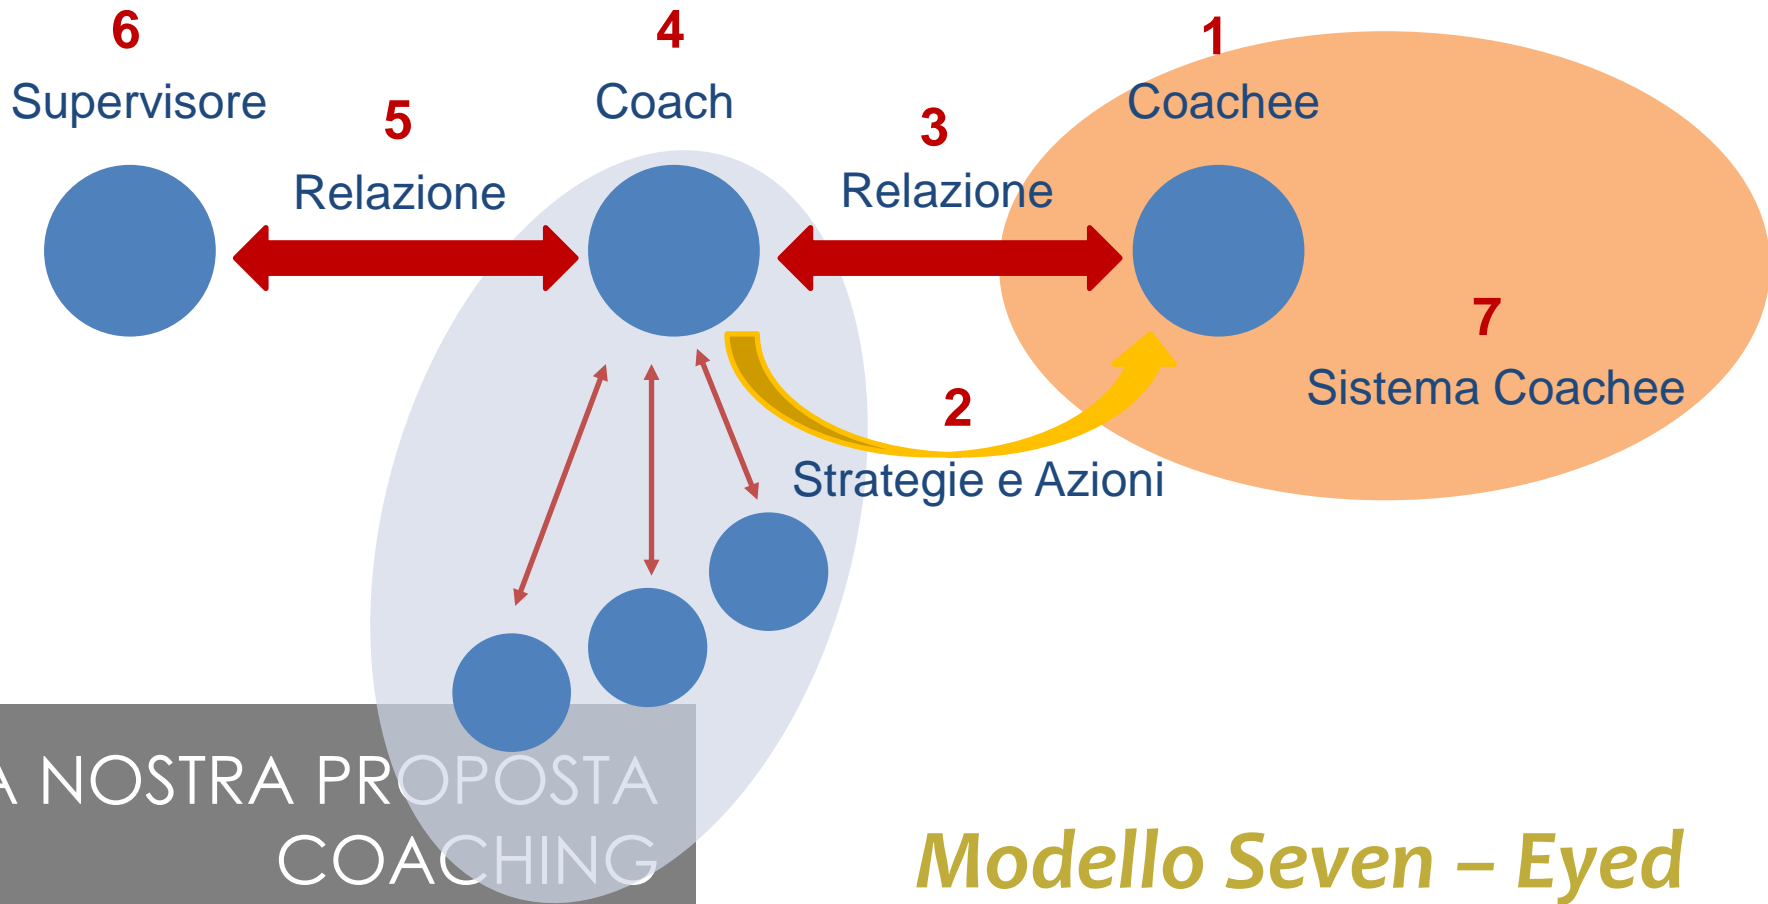 6
4
1
Supervisore
5
Coach
3
Coachee
Relazione
Relazione
7
Sistema Coachee
2
Strategie e Azioni
A NOSTRA PROPOSTA
COACHING
Modello Seven – Eyed